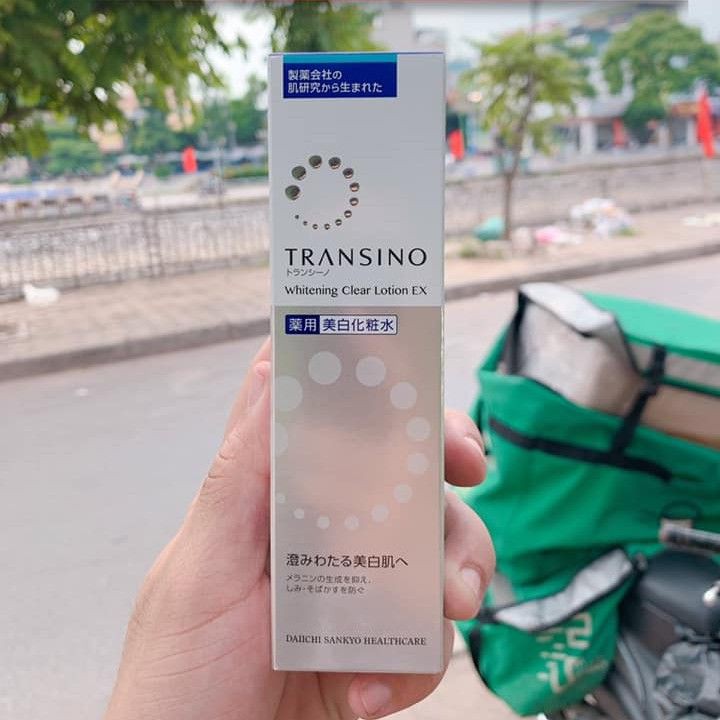 製薬会社の
肌研究から生まれた
TRANSINO
トランシーノ
Whitening Clear Lotion EX
薬用 美白化粧水
澄みわたる美白肌へ
メラニンの生成を抑え、
しみ・そばかすを防ぐ
DAIICHI SANKYO HEALTHCARE